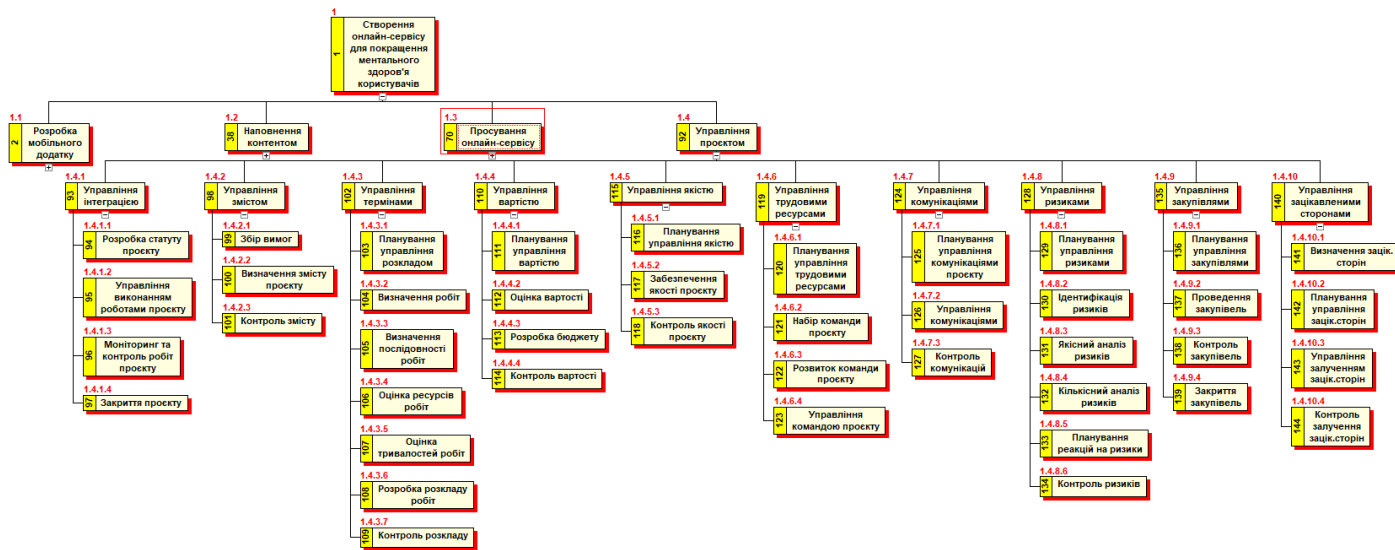 1
1
Створення
онлайн-сервісу
для покращення
ментального
здоров'я
користувачів
1.1
2
Розробка
мобільного
додатку
1.2
38
Наповнення
контентом
1.3
70
Просування
онлайн-сервісу
1.4
92
Управління
проєктом
1.4.1
93
Управління
інтеграцією
1.4.1.1
94
Розробка статуту
проєкту
1.4.1.2
95
Управління
виконанням
роботами проєкту
1.4.1.3
96
Моніторинг та
контроль робіт
проєкту
1.4.1.4
97
Закриття проєкту
1.4.2
98
Управління
змістом
1.4.2.1
99
Збір вимог
1.4.2.2
100
Визначення змісту
проєкту
1.4.2.3
101
Контроль змісту
1.4.3
102
Управління
термінами
1.4.3.1
103
Планування
управління
розкладом
1.4.3.2
104
Визначення робіт
1.4.3.3
105
Визначення
послідовності
робіт
1.4.3.4
106
Оцінка ресурсів
робіт
1.4.3.5
107
Оцінка
тривалостей робіт
1.4.3.6
108
Розробка розкладу
робіт
1.4.3.7
109
Контроль розкладу
1.4.4
110
Управління
вартістю
1.4.4.1
111
Планування
управління
вартістю
1.4.4.2
112
Оцінка вартості
1.4.4.3
113
Розробка бюджету
1.4.4.4
114
Контроль вартості
1.4.5
115
Управління якістю
1.4.5.1
116
Планування
управління якістю
1.4.5.2
117
Забезпечення
якості проєкту
1.4.5.3
118
Контроль якості
проєкту
1.4.6
119
Управління
трудовими
ресурсами
1.4.6.1
120
Планування
управління
трудовими
ресурсами
1.4.6.2
121
Набір команди
проєкту
1.4.6.3
122
Розвиток команди
проєкту
1.4.6.4
123
Управління
командою проєкту
1.4.7
124
Управління
комунікаціями
1.4.7.1
125
Планування
управління
комуікаціями
проєкту
1.4.7.2
126
Управління
комунікаціями
1.4.7.3
127
Контроль
комунікацій
1.4.8
128
Управління
ризиками
1.4.8.1
129
Планування
управління
ризиками
1.4.8.2
130
Ідентифікація
ризиків
1.4.8.3
131
Якісний аналіз
ризиків
1.4.8.4
132
Кількісний аналіз
ризиків
1.4.8.5
133
Планування
реакцій на ризики
1.4.8.6
134
Контроль ризиків
1.4.9
135
Управління
закупівлями
1.4.9.1
136
Планування
управління
закупівлями
1.4.9.2
137
Проведення
закупівель
1.4.9.3
138
Контроль
закупівель
1.4.9.4
139
Закриття
закупівель
1.4.10
140
Управління
зацікавленими
сторонами
1.4.10.1
141
Визначення зацік.
сторін
1.4.10.2
142
Планування
управління
зацік.сторін
1.4.10.3
143
Управління
залученням
зацік.сторін
1.4.10.4
144
Контроль
залучення
зацік.сторін